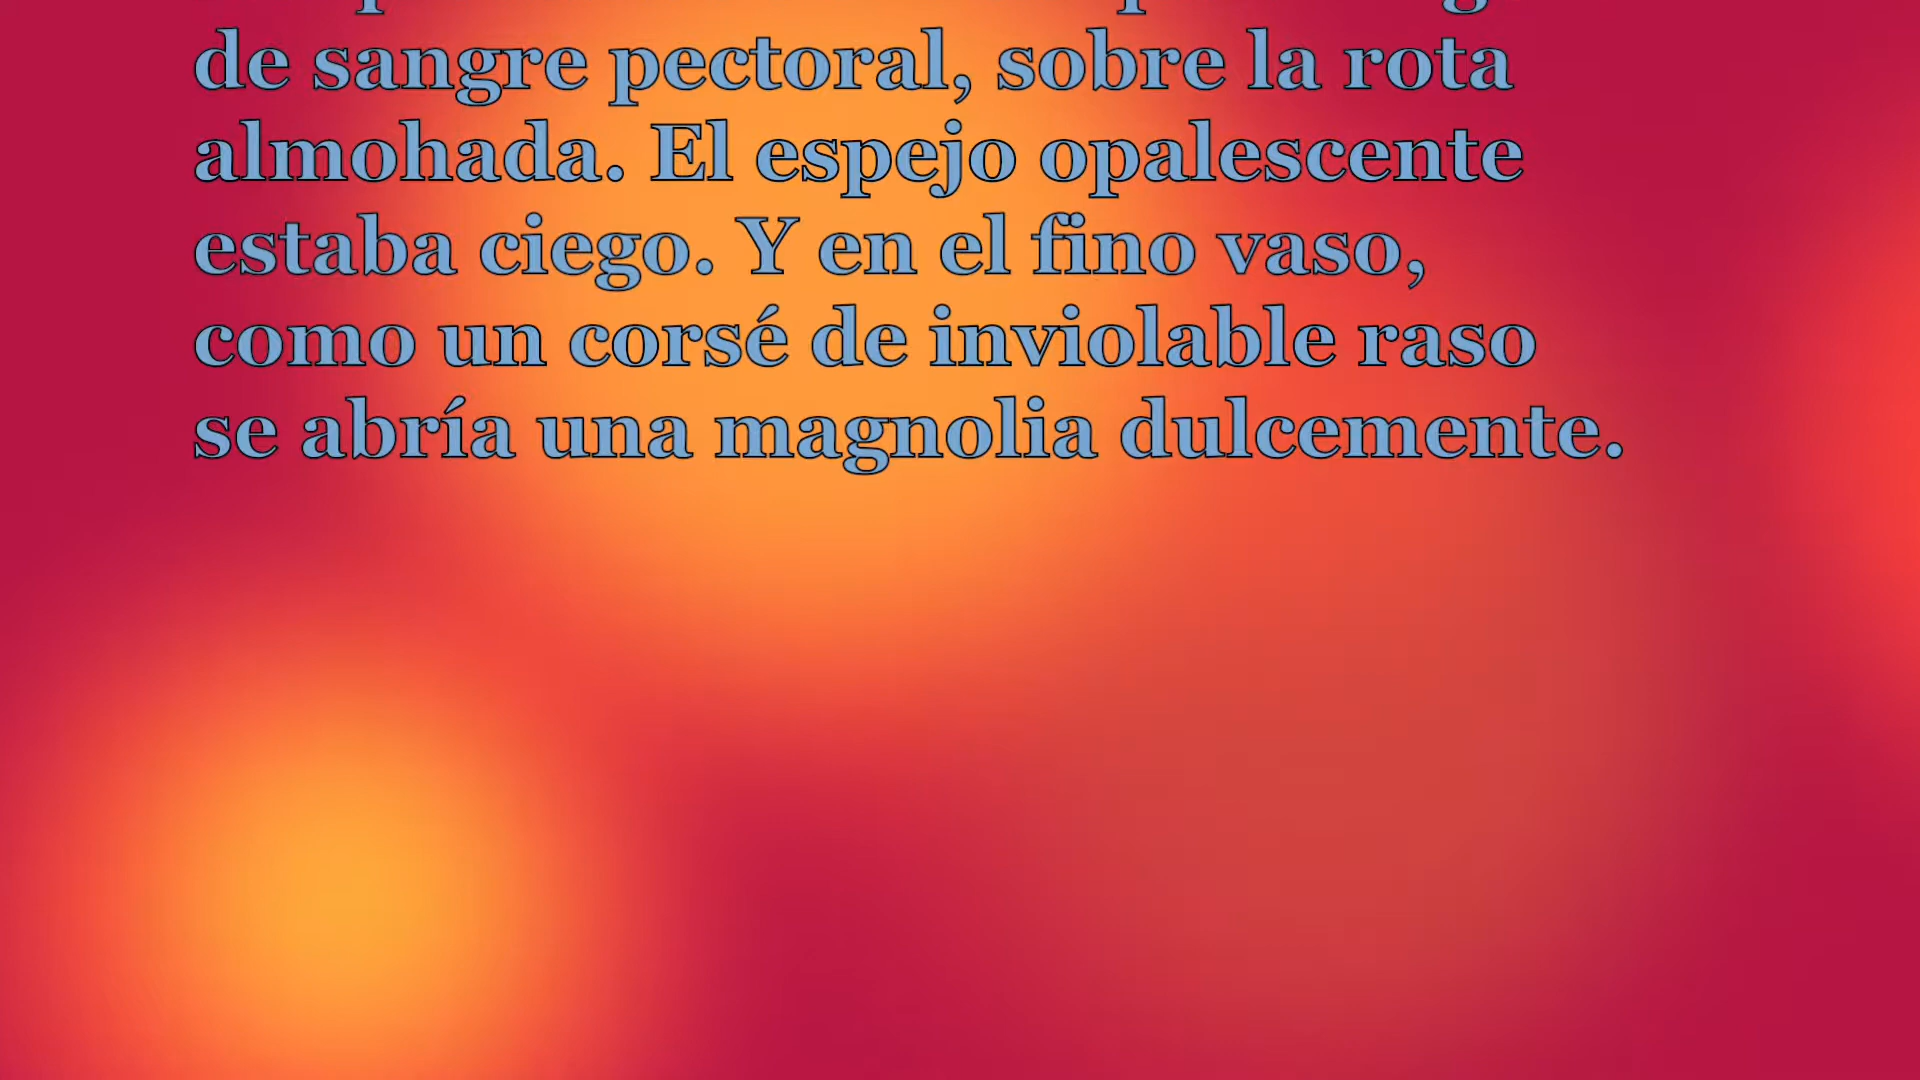 de sangre pectoral, sobre la rota
almohada. El espejo opalescente
estaba ciego. Y en el fino vaso,
como un corsé de inviolable raso
se abría una magnolia dulcemente.